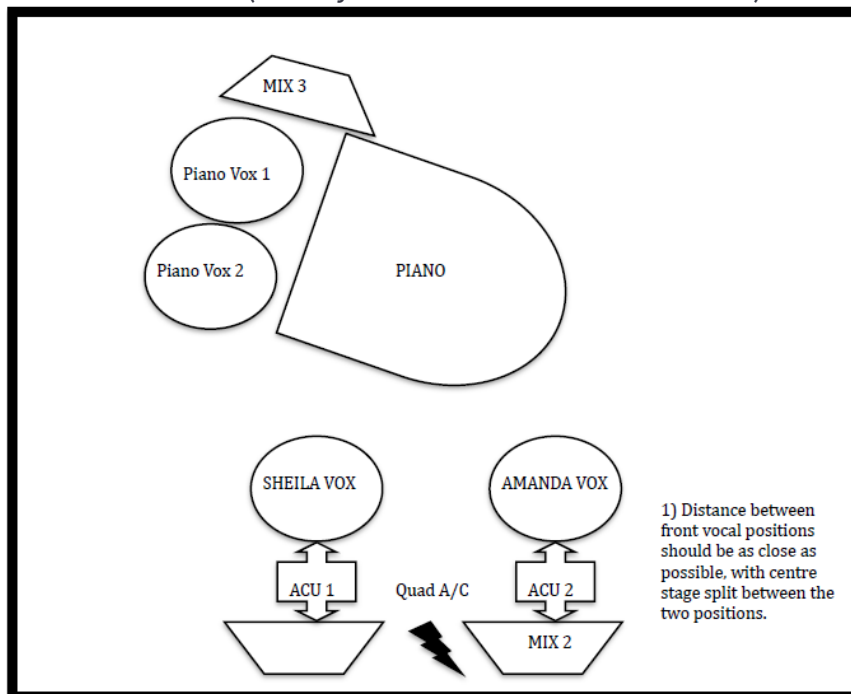 MIX 3
Piano Vox 1
Piano Vox 2
PIANO
SHEILA VOX
AMANDA VOX
1) Distance between
front vocal positions
should be as close as
possible, with centre
stage split between the
two positions.
ACU 1
Quad A/C
ACU 2
MIX 2